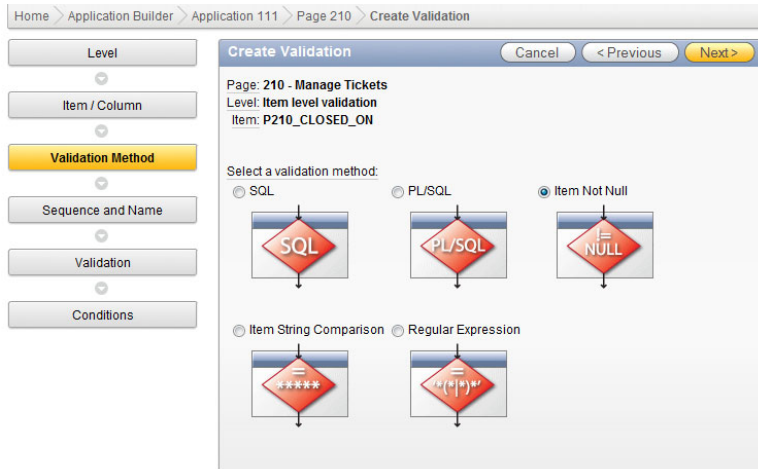 Home > Application Builder > Application 111 > Page 210 > Create Validation
Level
Item / Column
Validation Method
Sequence and Name
Validation
Conditions
Create Validation
Cancel
< Previous
Next >
Page: 210 - Manage Tickets
Level: Item level validation
Item: P210_CLOSED_ON
Select a validation method:
SQL
PL/SQL
Item Not Null
SQL
PL/SQL
!=
NULL
Item String Comparison
Regular Expression
=
*****
=
'*(*|*)*'